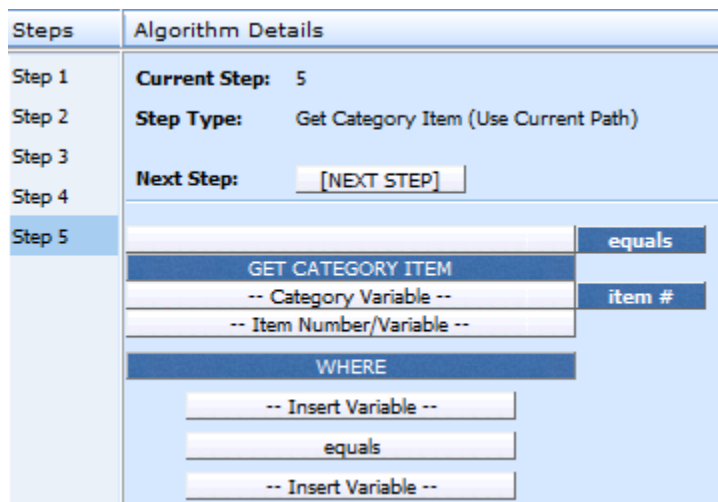 Steps
Algorithm Details
Step 1
Step 2
Step 3
Step 4
Step 5
Current Step: 5
Step Type: Get Category Item (Use Current Path)
Next Step: [NEXT STEP]
equals
GET CATEGORY ITEM
-- Category Variable -- item #
-- Item Number/Variable --
WHERE
-- Insert Variable --
equals
-- Insert Variable --